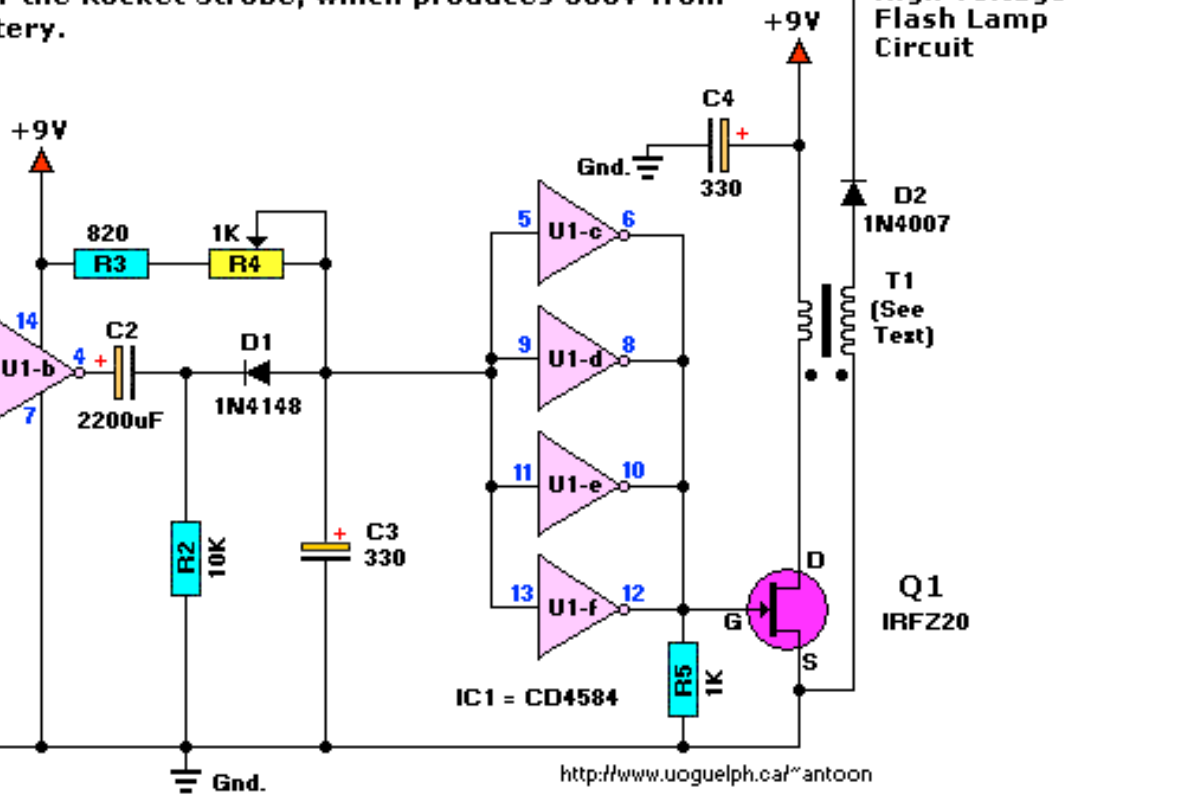 tery.
+9V
Flash Lamp
Circuit
C4
+
Gnd.
330
D2
1N4007
+9V
820
R3
1K
R4
5
U1-c
6
T1
(See
Text)
14
C2
4
+
U1-b
7
2200uF
D1
1N4148
9
U1-d
8
11
U1-e
10
R2
10K
+
C3
330
13
U1-f
12
D
G
S
Q1
IRFZ20
R5
1K
IC1 = CD4584
Gnd.
http://www.uoguelph.ca/~antoon